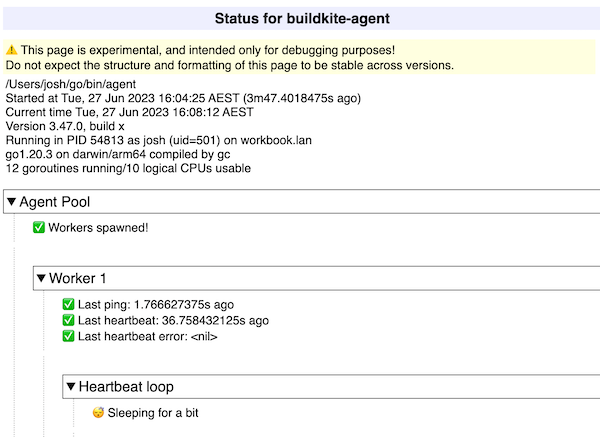 Status for buildkite-agent
⚠️ This page is experimental, and intended only for debugging purposes!
Do not expect the structure and formatting of this page to be stable across versions.
/Users/josh/go/bin/agent
Started at Tue, 27 Jun 2023 16:04:25 AEST (3m47.4018475s ago)
Current time Tue, 27 Jun 2023 16:08:12 AEST
Version 3.47.0, build x
Running in PID 54813 as josh (uid=501) on workbook.lan
go1.20.3 on darwin/arm64 compiled by gc
12 goroutines running/10 logical CPUs usable
▼ Agent Pool
✅ Workers spawned!
▼ Worker 1
✅ Last ping: 1.766627375s ago
✅ Last heartbeat: 36.758432125s ago
✅ Last heartbeat error: <nil>
▼ Heartbeat loop
😴 Sleeping for a bit